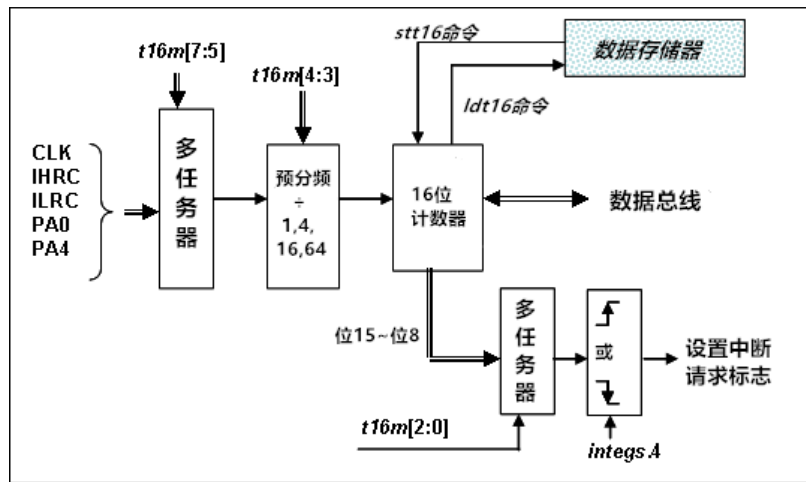 stt16命令
数据存储器
t16m[7:5]
t16m[4:3]
ldt16命令
CLK
IHRC
ILRC
PA0
PA4
多
任
务
器
预分频
÷
1,4,
16,64
16位
计数器
数据总线
位15~位8
多
任
务
器
或
设置中断
请求标志
t16m[2:0]
integs.4